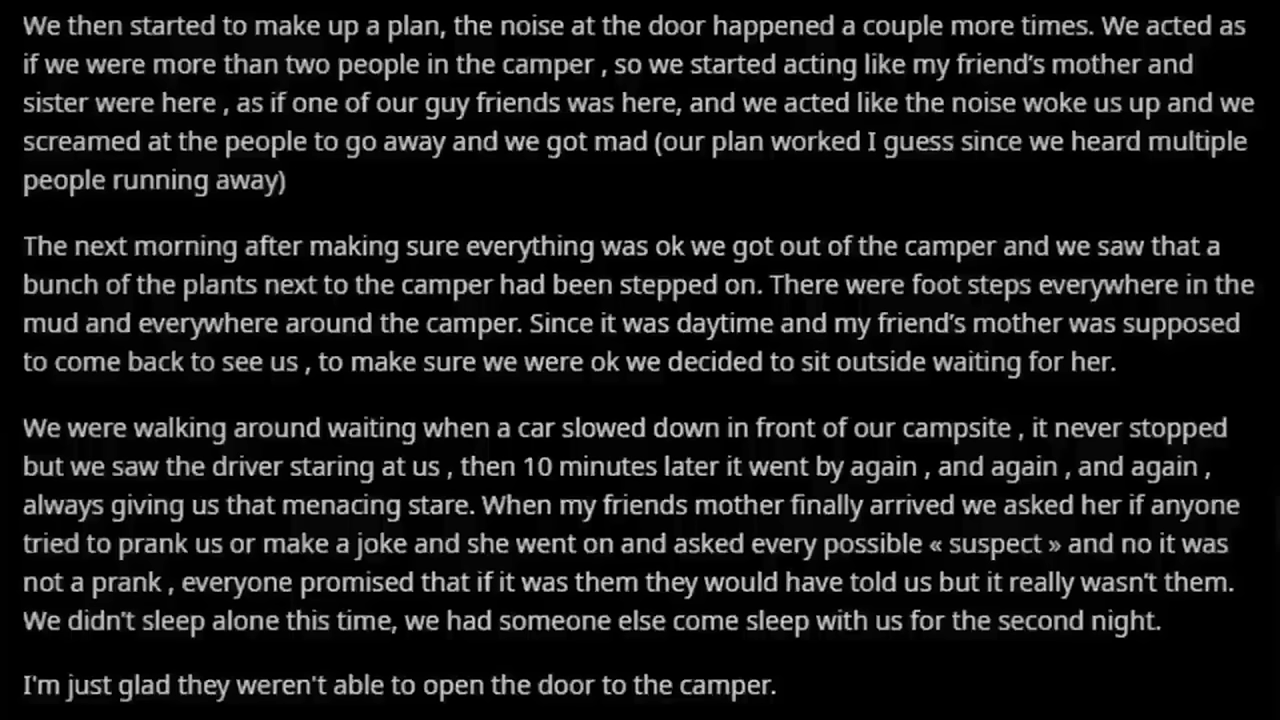 We then started to make up a plan, the noise at the door happened a couple more times. We acted as
if we were more than two people in the camper , so we started acting like my friend's mother and
sister were here , as if one of our guy friends was here, and we acted like the noise woke us up and we
screamed at the people to go away and we got mad (our plan worked I guess since we heard multiple
people running away)
The next morning after making sure everything was ok we got out of the camper and we saw that a
bunch of the plants next to the camper had been stepped on. There were foot steps everywhere in the
mud and everywhere around the camper. Since it was daytime and my friend's mother was supposed
to come back to see us , to make sure we were ok we decided to sit outside waiting for her.
We were walking around waiting when a car slowed down in front of our campsite , it never stopped
but we saw the driver staring at us , then 10 minutes later it went by again , and again , and again ,
always giving us that menacing stare. When my friends mother finally arrived we asked her if anyone
tried to prank us or make a joke and she went on and asked every possible « suspect » and no it was
not a prank , everyone promised that if it was them they would have told us but it really wasn't them.
We didn't sleep alone this time, we had someone else come sleep with us for the second night.
I'm just glad they weren't able to open the door to the camper.